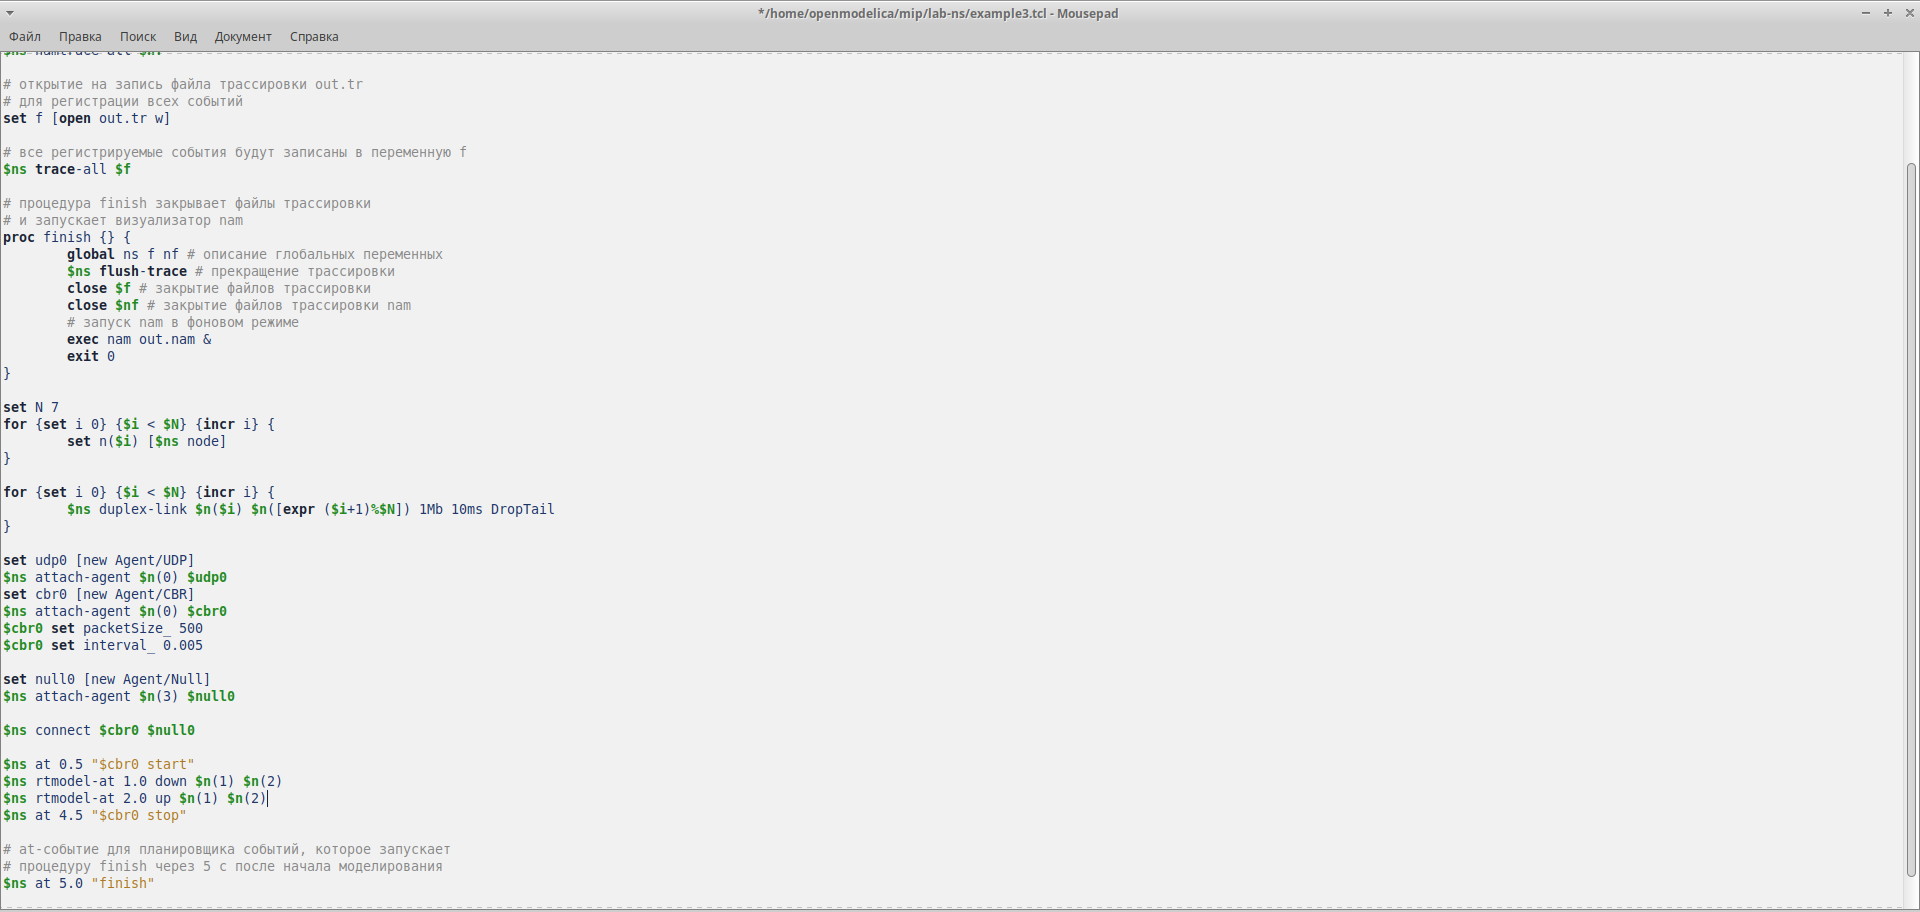 */home/openmodelica/mip/lab-ns/example3.tcl - Mousepad
Файл Правка Поиск Вид Документ Справка
$ns namtrace-all $nf
# открытие на запись файла трассировки out.tr
# для регистрации всех событий
set f [open out.tr w]
# все регистрируемые события будут записаны в переменную f
$ns trace-all $f
# процедура finish закрывает файлы трассировки
# и запускает визуализатор nam
proc finish {} {
global ns f nf # описание глобальных переменных
$ns flush-trace # прекращение трассировки
close $f # закрытие файлов трассировки
close $nf # закрытие файлов трассировки nam
# запуск nam в фоновом режиме
exec nam out.nam &
exit 0
}
set N 7
for {set i 0} {$i < $N} {incr i} {
set n($i) [$ns node]
}
for {set i 0} {$i < $N} {incr i} {
$ns duplex-link $n($i) $n([expr ($i+1)%$N]) 1Mb 10ms DropTail
}
set udp0 [new Agent/UDP]
$ns attach-agent $n(0) $udp0
set cbr0 [new Agent/CBR]
$ns attach-agent $n(0) $cbr0
$cbr0 set packetSize_ 500
$cbr0 set interval_ 0.005
set null0 [new Agent/Null]
$ns attach-agent $n(3) $null0
$ns connect $cbr0 $null0
$ns at 0.5 "$cbr0 start"
$ns rtmodel-at 1.0 down $n(1) $n(2)
$ns rtmodel-at 2.0 up $n(1) $n(2)
$ns at 4.5 "$cbr0 stop"
# at-событие для планировщика событий, которое запускает
# процедуру finish через 5 с после начала моделирования
$ns at 5.0 "finish"